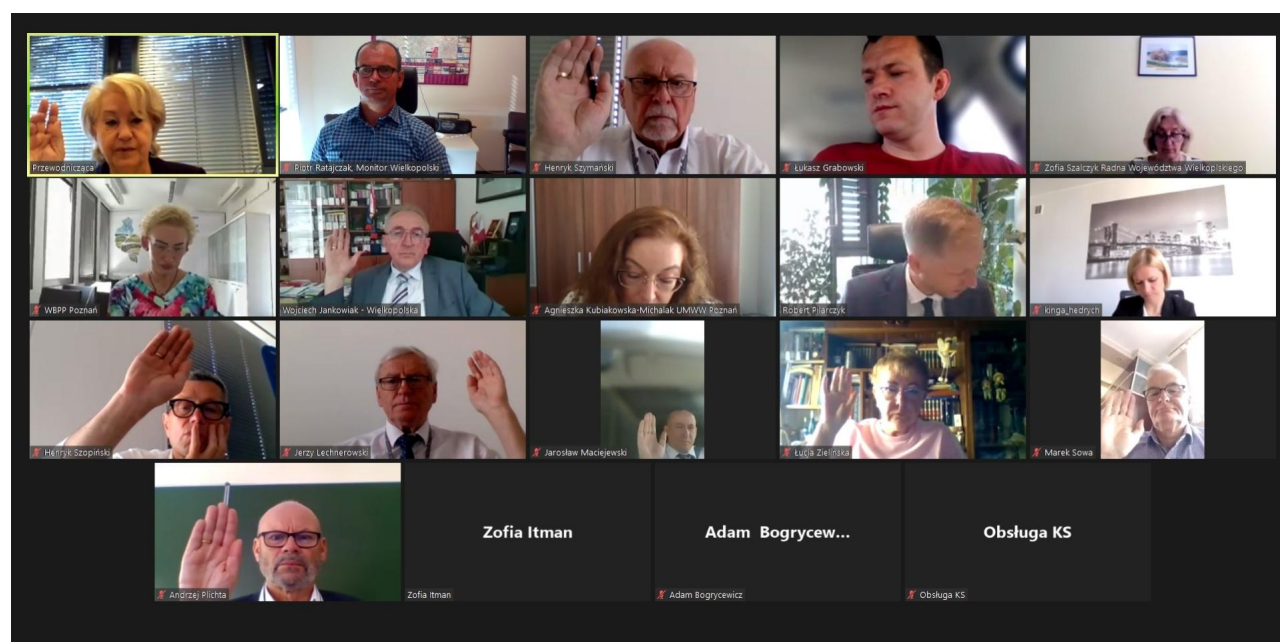 Przewodnicząca
Piotr Ratajczak, Monitor Wielkopolski
Henryk Szymański
Łukasz Grabowski
Zofia Szalczyk Radna Województwa Wielkoplskiego
WBPP Poznań
Wojciech Jankowiak - Wielkopolska
Agnieszka Kubiakowska-Michalak UMWW Poznań
Robert Pilarczyk
kinga_hedrych
Henryk Szopiński
Jerzy Lechnerowski
Jarosław Maciejewski
Łucja Zielińska
Marek Sowa
Andrzej Plichta
Zofia Itman
Zofia Itman
Adam Bogrycew...
Adam Bogrycewicz
Obsługa KS
Obsługa KS